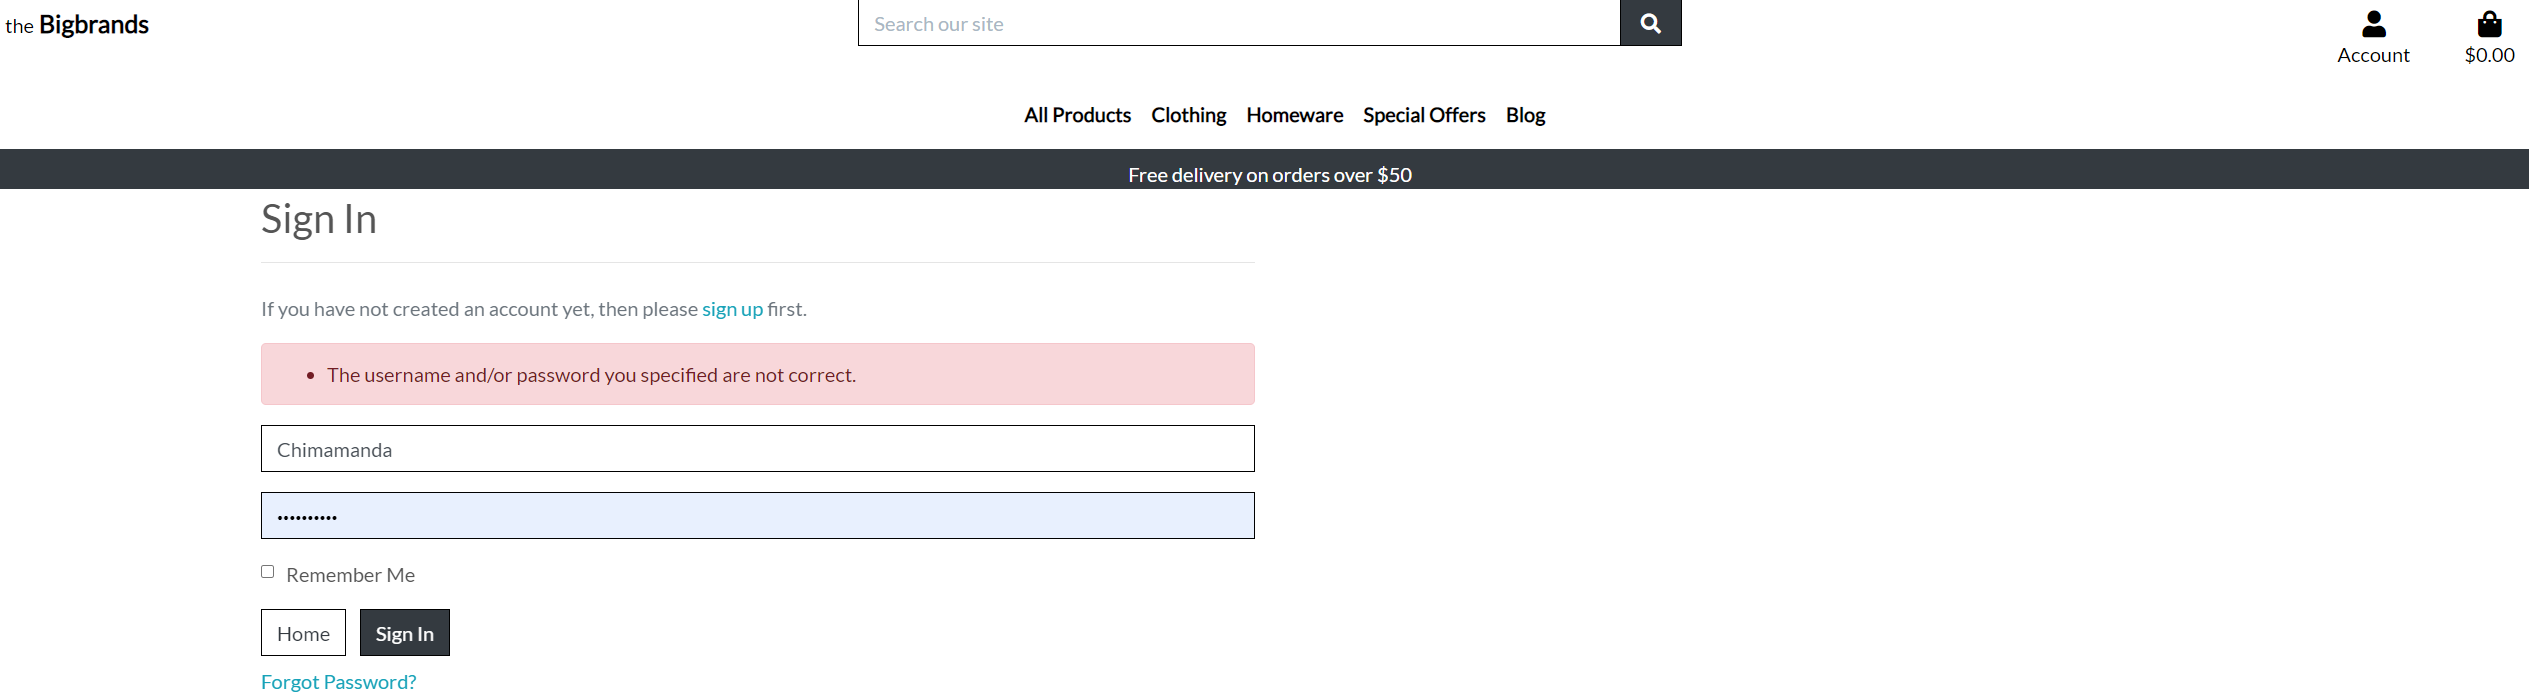 the Bigbrands
Search our site
Account
$0.00
All Products Clothing Homeware Special Offers Blog
Free delivery on orders over $50
Sign In
If you have not created an account yet, then please sign up first.
The username and/or password you specified are not correct.
Chimamanda
••••••••••
Remember Me
Home Sign In
Forgot Password?